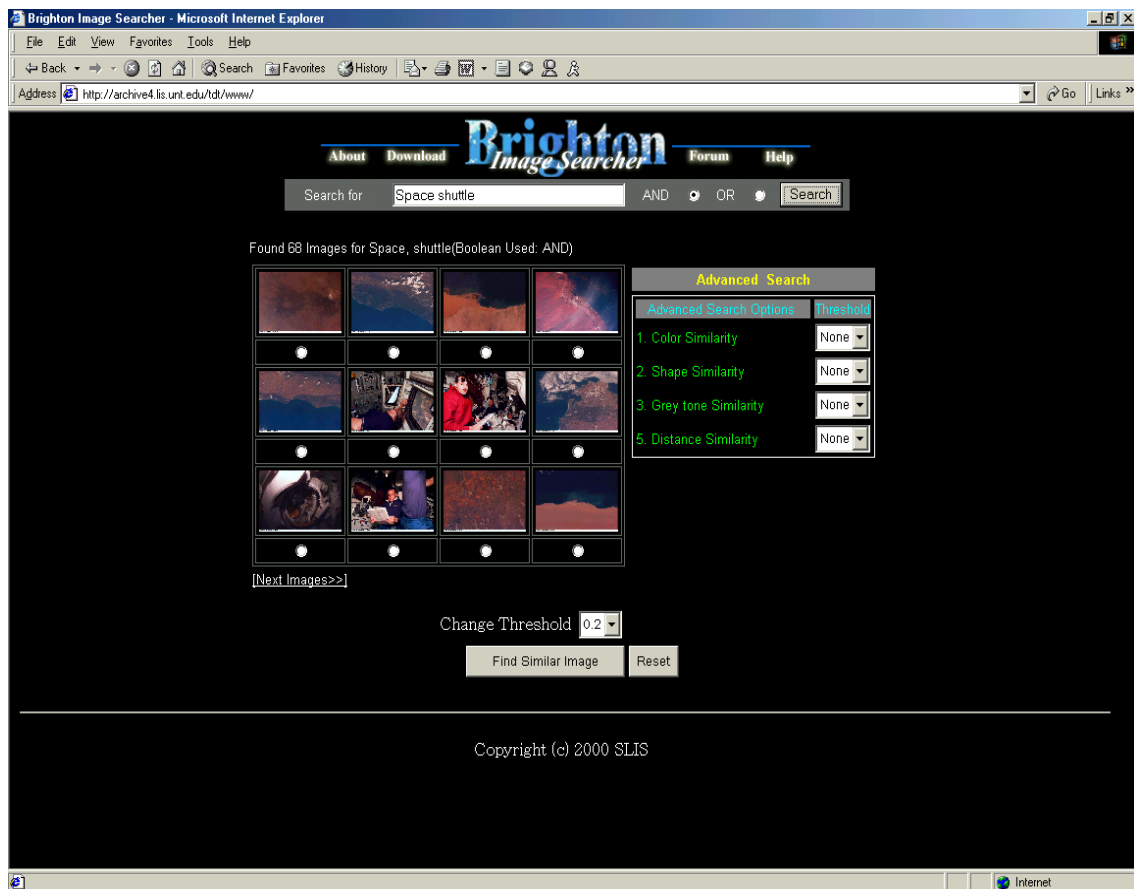 Brighton Image Searcher - Microsoft Internet Explorer
File Edit View Favorites Tools Help
Back Search Favorites History
Address http://archive4.lis.unt.edu/tdt/www/ Go Links »
About Download Brighton Image Searcher Forum Help
Search for Space shuttle AND OR Search
Found 68 Images for Space, shuttle(Boolean Used: AND)
Advanced Search
Advanced Search Options Threshold
1. Color Similarity None
2. Shape Similarity None
3. Grey tone Similarity None
5. Distance Similarity None
[Next Images>>]
Change Threshold 0.2
Find Similar Image Reset
Copyright (c) 2000 SLIS
Internet